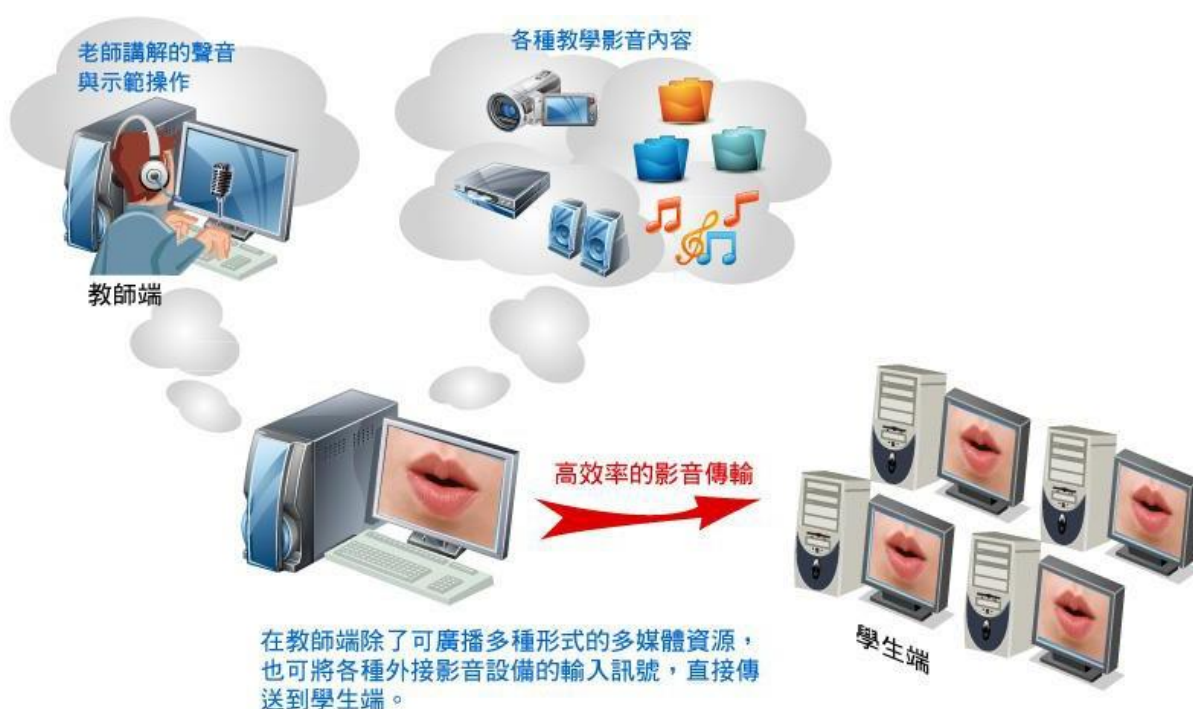 老師講解的聲音
與示範操作
各種教學影音內容
教師端
高效率的影音傳輸
在教師端除了可廣播多種形式的多媒體資源，
也可將各種外接影音設備的輸入訊號，直接傳
送到學生端。
學生端